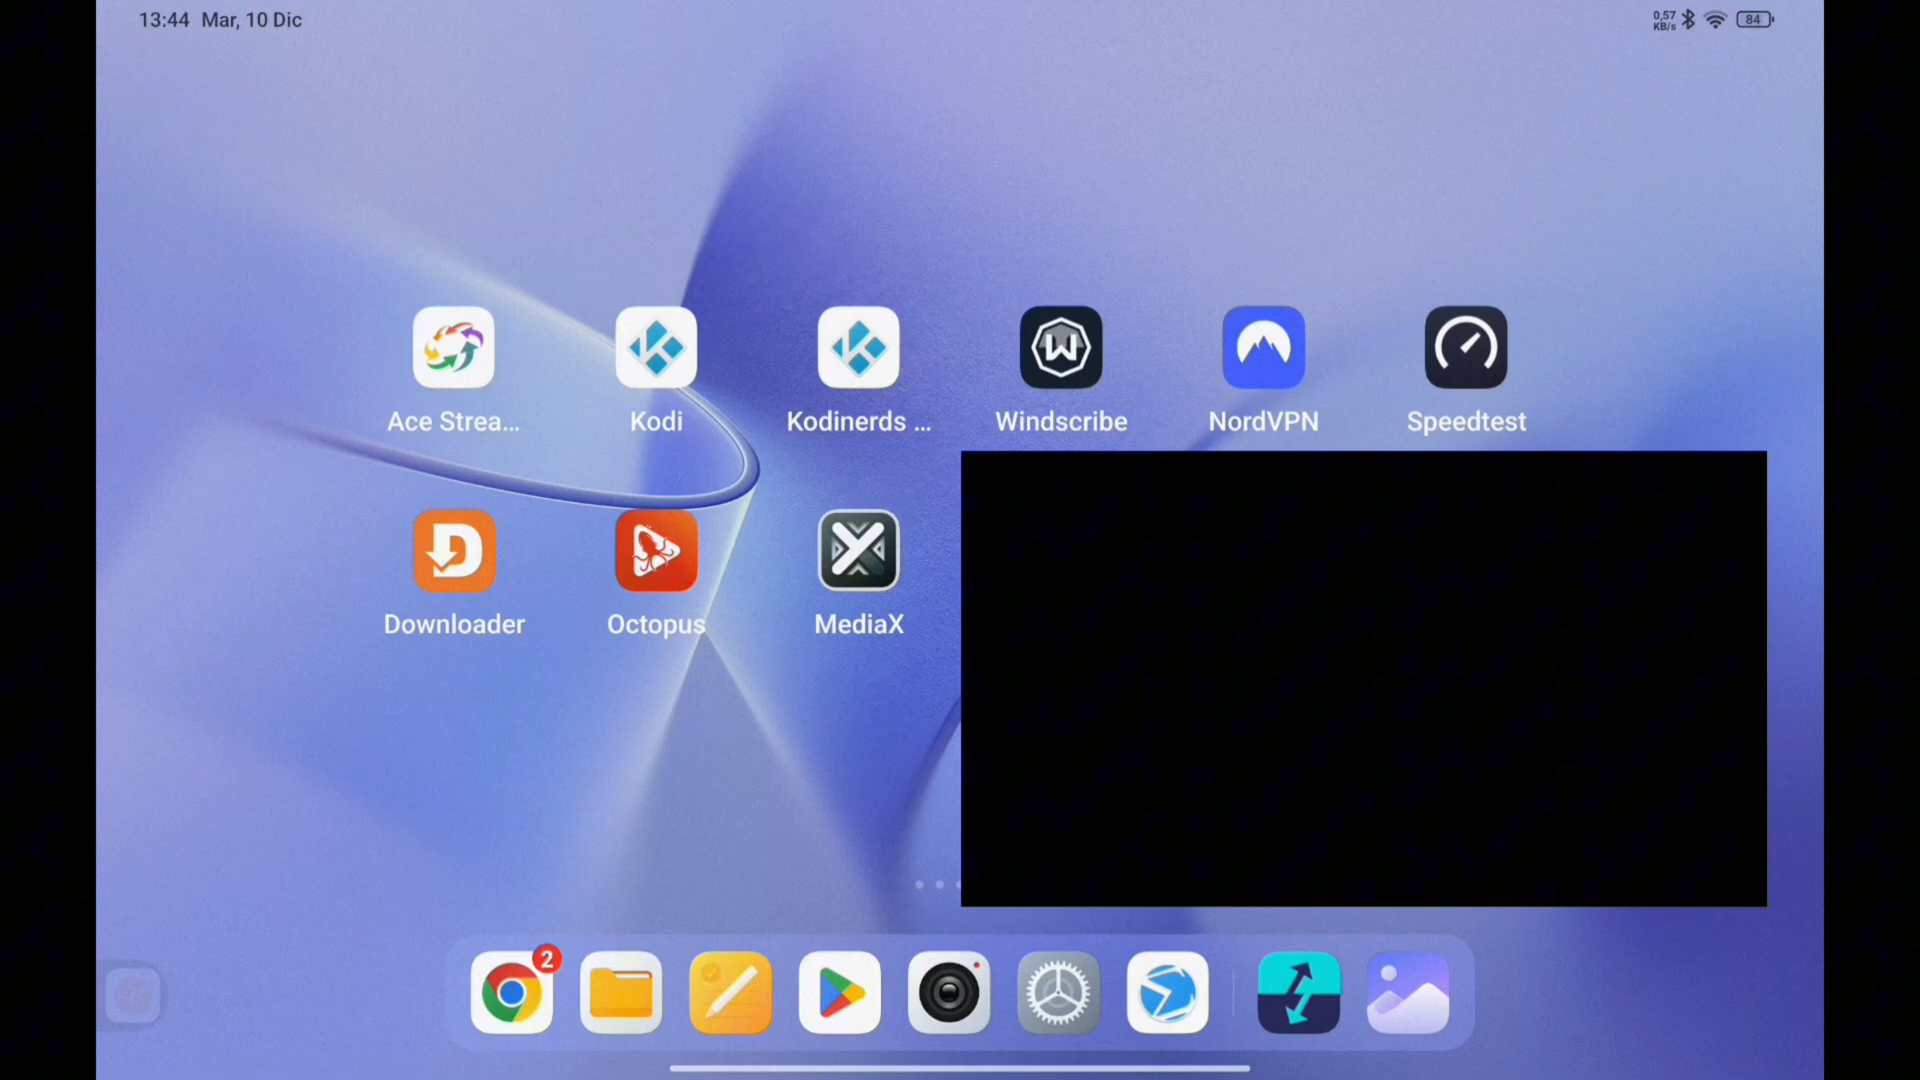 13:44 Mar, 10 Dic
0,57
KB/s
84
Ace Strea...
Kodi
Kodinerds ...
Windscribe
NordVPN
Speedtest
Downloader
Octopus
MediaX
2